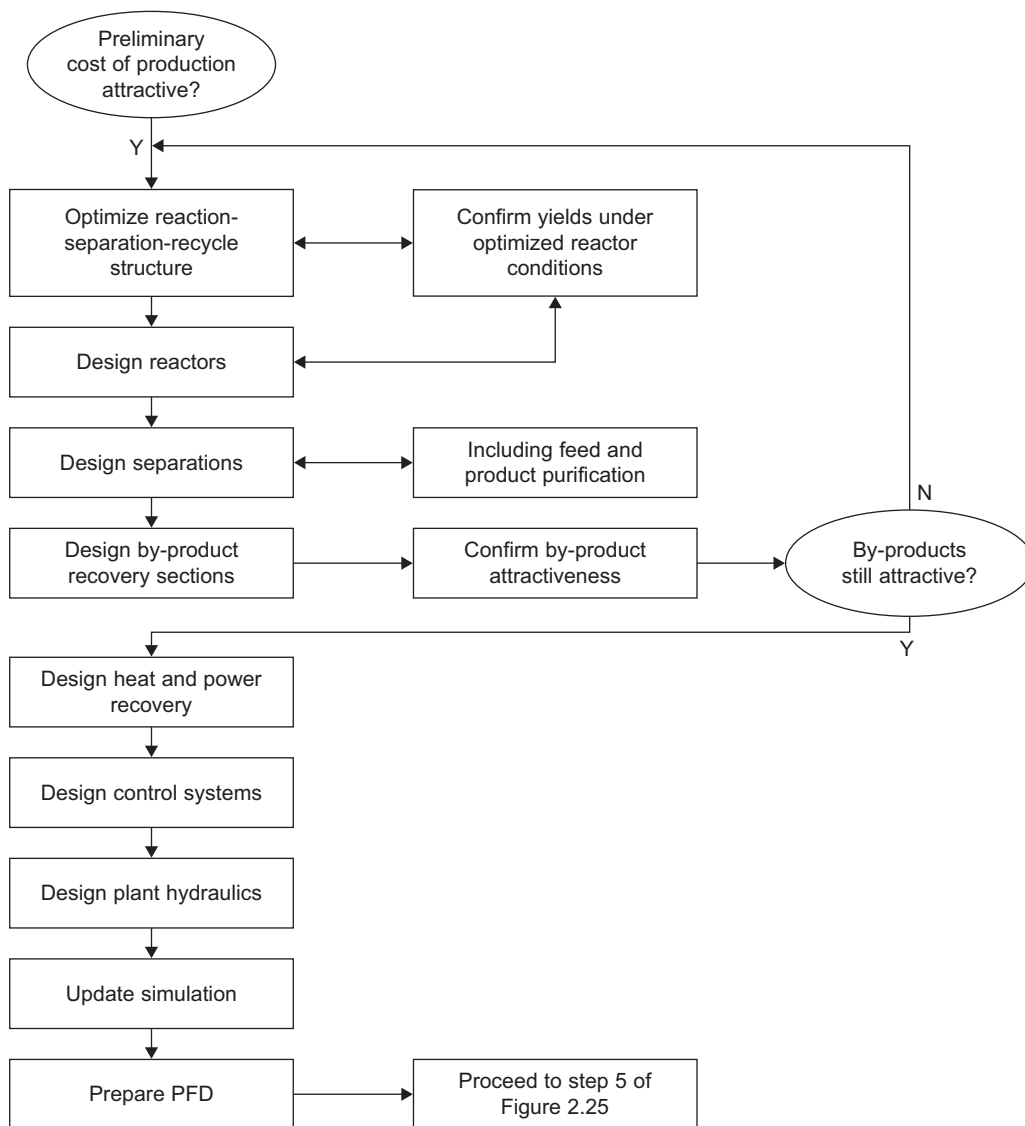 Preliminary
cost of production
attractive?
Y
Optimize reaction-
separation-recycle
structure
Confirm yields under
optimized reactor
conditions
Design reactors
Design separations
Including feed and
product purification
N
Design by-product
recovery sections
Confirm by-product
attractiveness
By-products
still attractive?
Y
Design heat and power
recovery
Design control systems
Design plant hydraulics
Update simulation
Prepare PFD
Proceed to step 5 of
Figure 2.25